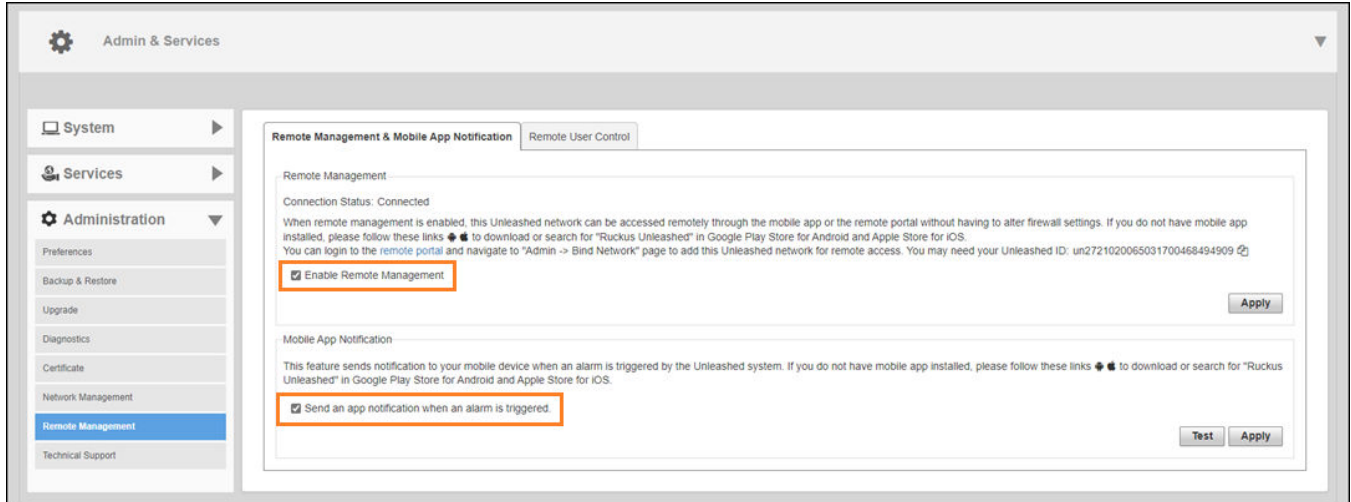 Admin & Services
System
Services
Administration
Preferences
Backup & Restore
Upgrade
Diagnostics
Certificate
Network Management
Remote Management
Technical Support
Remote Management & Mobile App Notification
Remote User Control
Remote Management
Connection Status: Connected
When remote management is enabled, this Unleashed network can be accessed remotely through the mobile app or the remote portal without having to alter firewall settings. If you do not have mobile app
installed, please follow these links to download or search for "Ruckus Unleashed" in Google Play Store for Android and Apple Store for iOS.
You can login to the remote portal and navigate to "Admin -> Bind Network" page to add this Unleashed network for remote access. You may need your Unleashed ID: un2721020065031700468494909
Enable Remote Management
Apply
Mobile App Notification
This feature sends notification to your mobile device when an alarm is triggered by the Unleashed system. If you do not have mobile app installed, please follow these links to download or search for "Ruckus
Unleashed" in Google Play Store for Android and Apple Store for iOS.
Send an app notification when an alarm is triggered.
Test
Apply